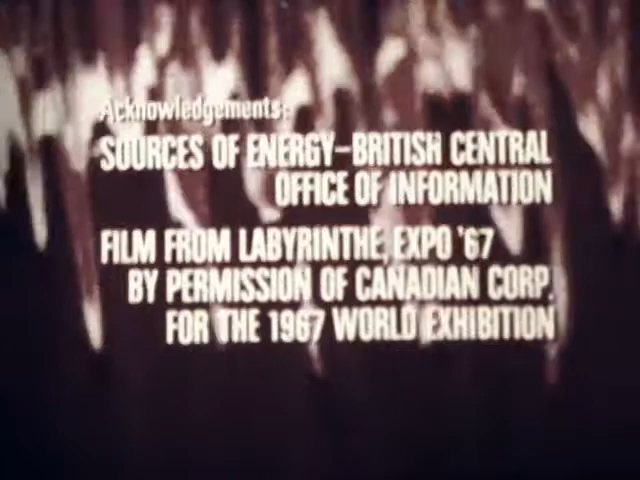 Acknowledgements:
SOURCES OF ENERGY–BRITISH CENTRAL
OFFICE OF INFORMATION
FILM FROM LABYRINTHE, EXPO '67
BY PERMISSION OF CANADIAN CORP.
FOR THE 1967 WORLD EXHIBITION